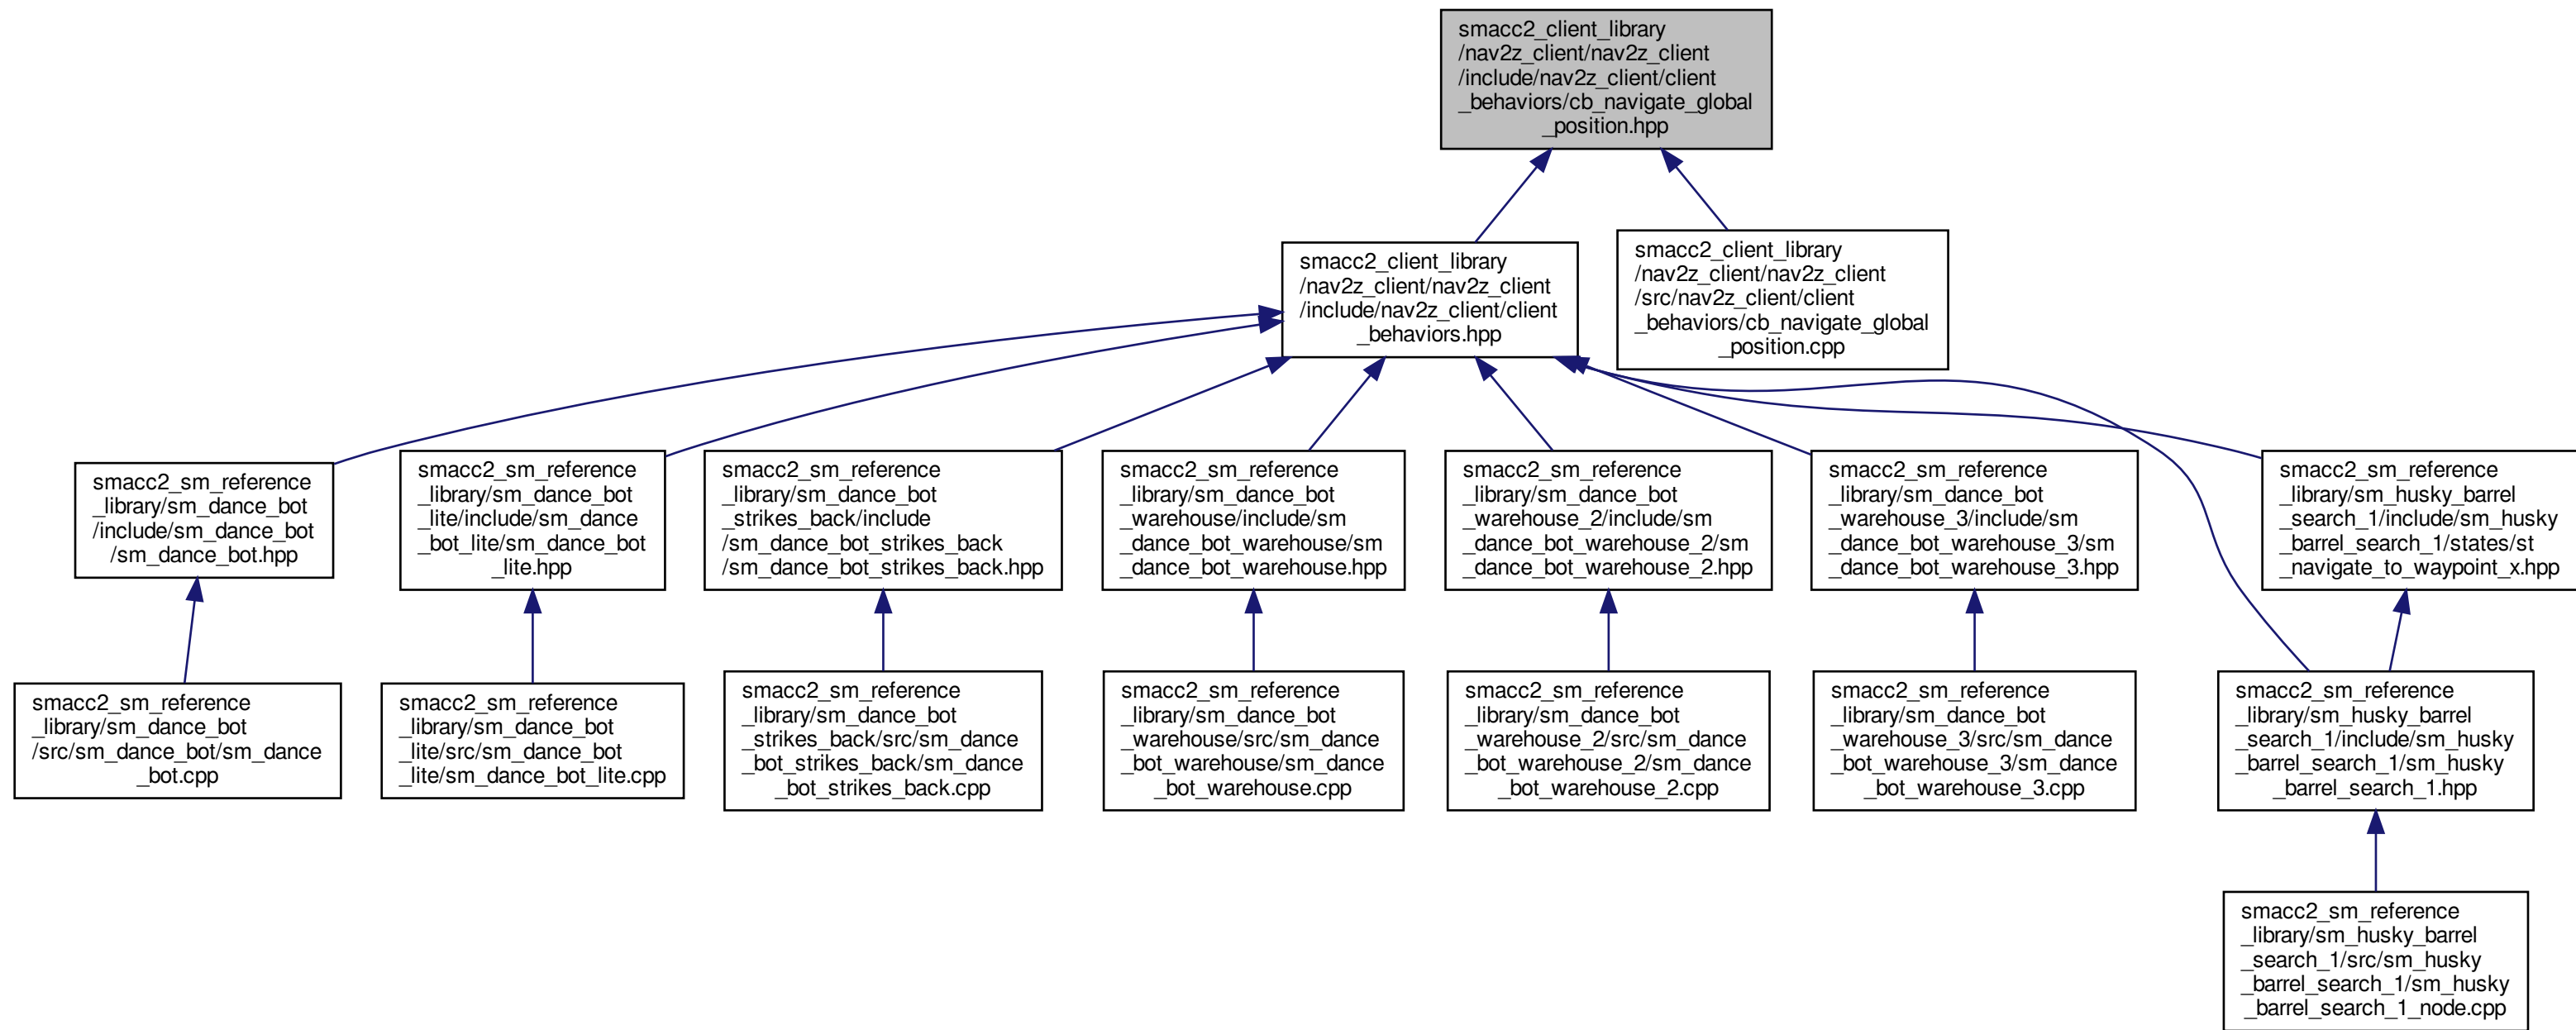 smacc2_client_library
/nav2z_client/nav2z_client
/include/nav2z_client/client
_behaviors/cb_navigate_global
_position.hpp
smacc2_client_library
/nav2z_client/nav2z_client
/include/nav2z_client/client
_behaviors.hpp
smacc2_client_library
/nav2z_client/nav2z_client
/src/nav2z_client/client
_behaviors/cb_navigate_global
_position.cpp
smacc2_sm_reference
_library/sm_dance_bot
/include/sm_dance_bot
/sm_dance_bot.hpp
smacc2_sm_reference
_library/sm_dance_bot
_lite/include/sm_dance
_bot_lite/sm_dance_bot
_lite.hpp
smacc2_sm_reference
_library/sm_dance_bot
_strikes_back/include
/sm_dance_bot_strikes_back
/sm_dance_bot_strikes_back.hpp
smacc2_sm_reference
_library/sm_dance_bot
_warehouse/include/sm
_dance_bot_warehouse/sm
_dance_bot_warehouse.hpp
smacc2_sm_reference
_library/sm_dance_bot
_warehouse_2/include/sm
_dance_bot_warehouse_2/sm
_dance_bot_warehouse_2.hpp
smacc2_sm_reference
_library/sm_dance_bot
_warehouse_3/include/sm
_dance_bot_warehouse_3/sm
_dance_bot_warehouse_3.hpp
smacc2_sm_reference
_library/sm_husky_barrel
_search_1/include/sm_husky
_barrel_search_1/states/st
_navigate_to_waypoint_x.hpp
smacc2_sm_reference
_library/sm_dance_bot
/src/sm_dance_bot/sm_dance
_bot.cpp
smacc2_sm_reference
_library/sm_dance_bot
_lite/src/sm_dance_bot
_lite/sm_dance_bot_lite.cpp
smacc2_sm_reference
_library/sm_dance_bot
_strikes_back/src/sm_dance
_bot_strikes_back/sm_dance
_bot_strikes_back.cpp
smacc2_sm_reference
_library/sm_dance_bot
_warehouse/src/sm_dance
_bot_warehouse/sm_dance
_bot_warehouse.cpp
smacc2_sm_reference
_library/sm_dance_bot
_warehouse_2/src/sm_dance
_bot_warehouse_2/sm_dance
_bot_warehouse_2.cpp
smacc2_sm_reference
_library/sm_dance_bot
_warehouse_3/src/sm_dance
_bot_warehouse_3/sm_dance
_bot_warehouse_3.cpp
smacc2_sm_reference
_library/sm_husky_barrel
_search_1/include/sm_husky
_barrel_search_1/sm_husky
_barrel_search_1.hpp
smacc2_sm_reference
_library/sm_husky_barrel
_search_1/src/sm_husky
_barrel_search_1/sm_husky
_barrel_search_1_node.cpp